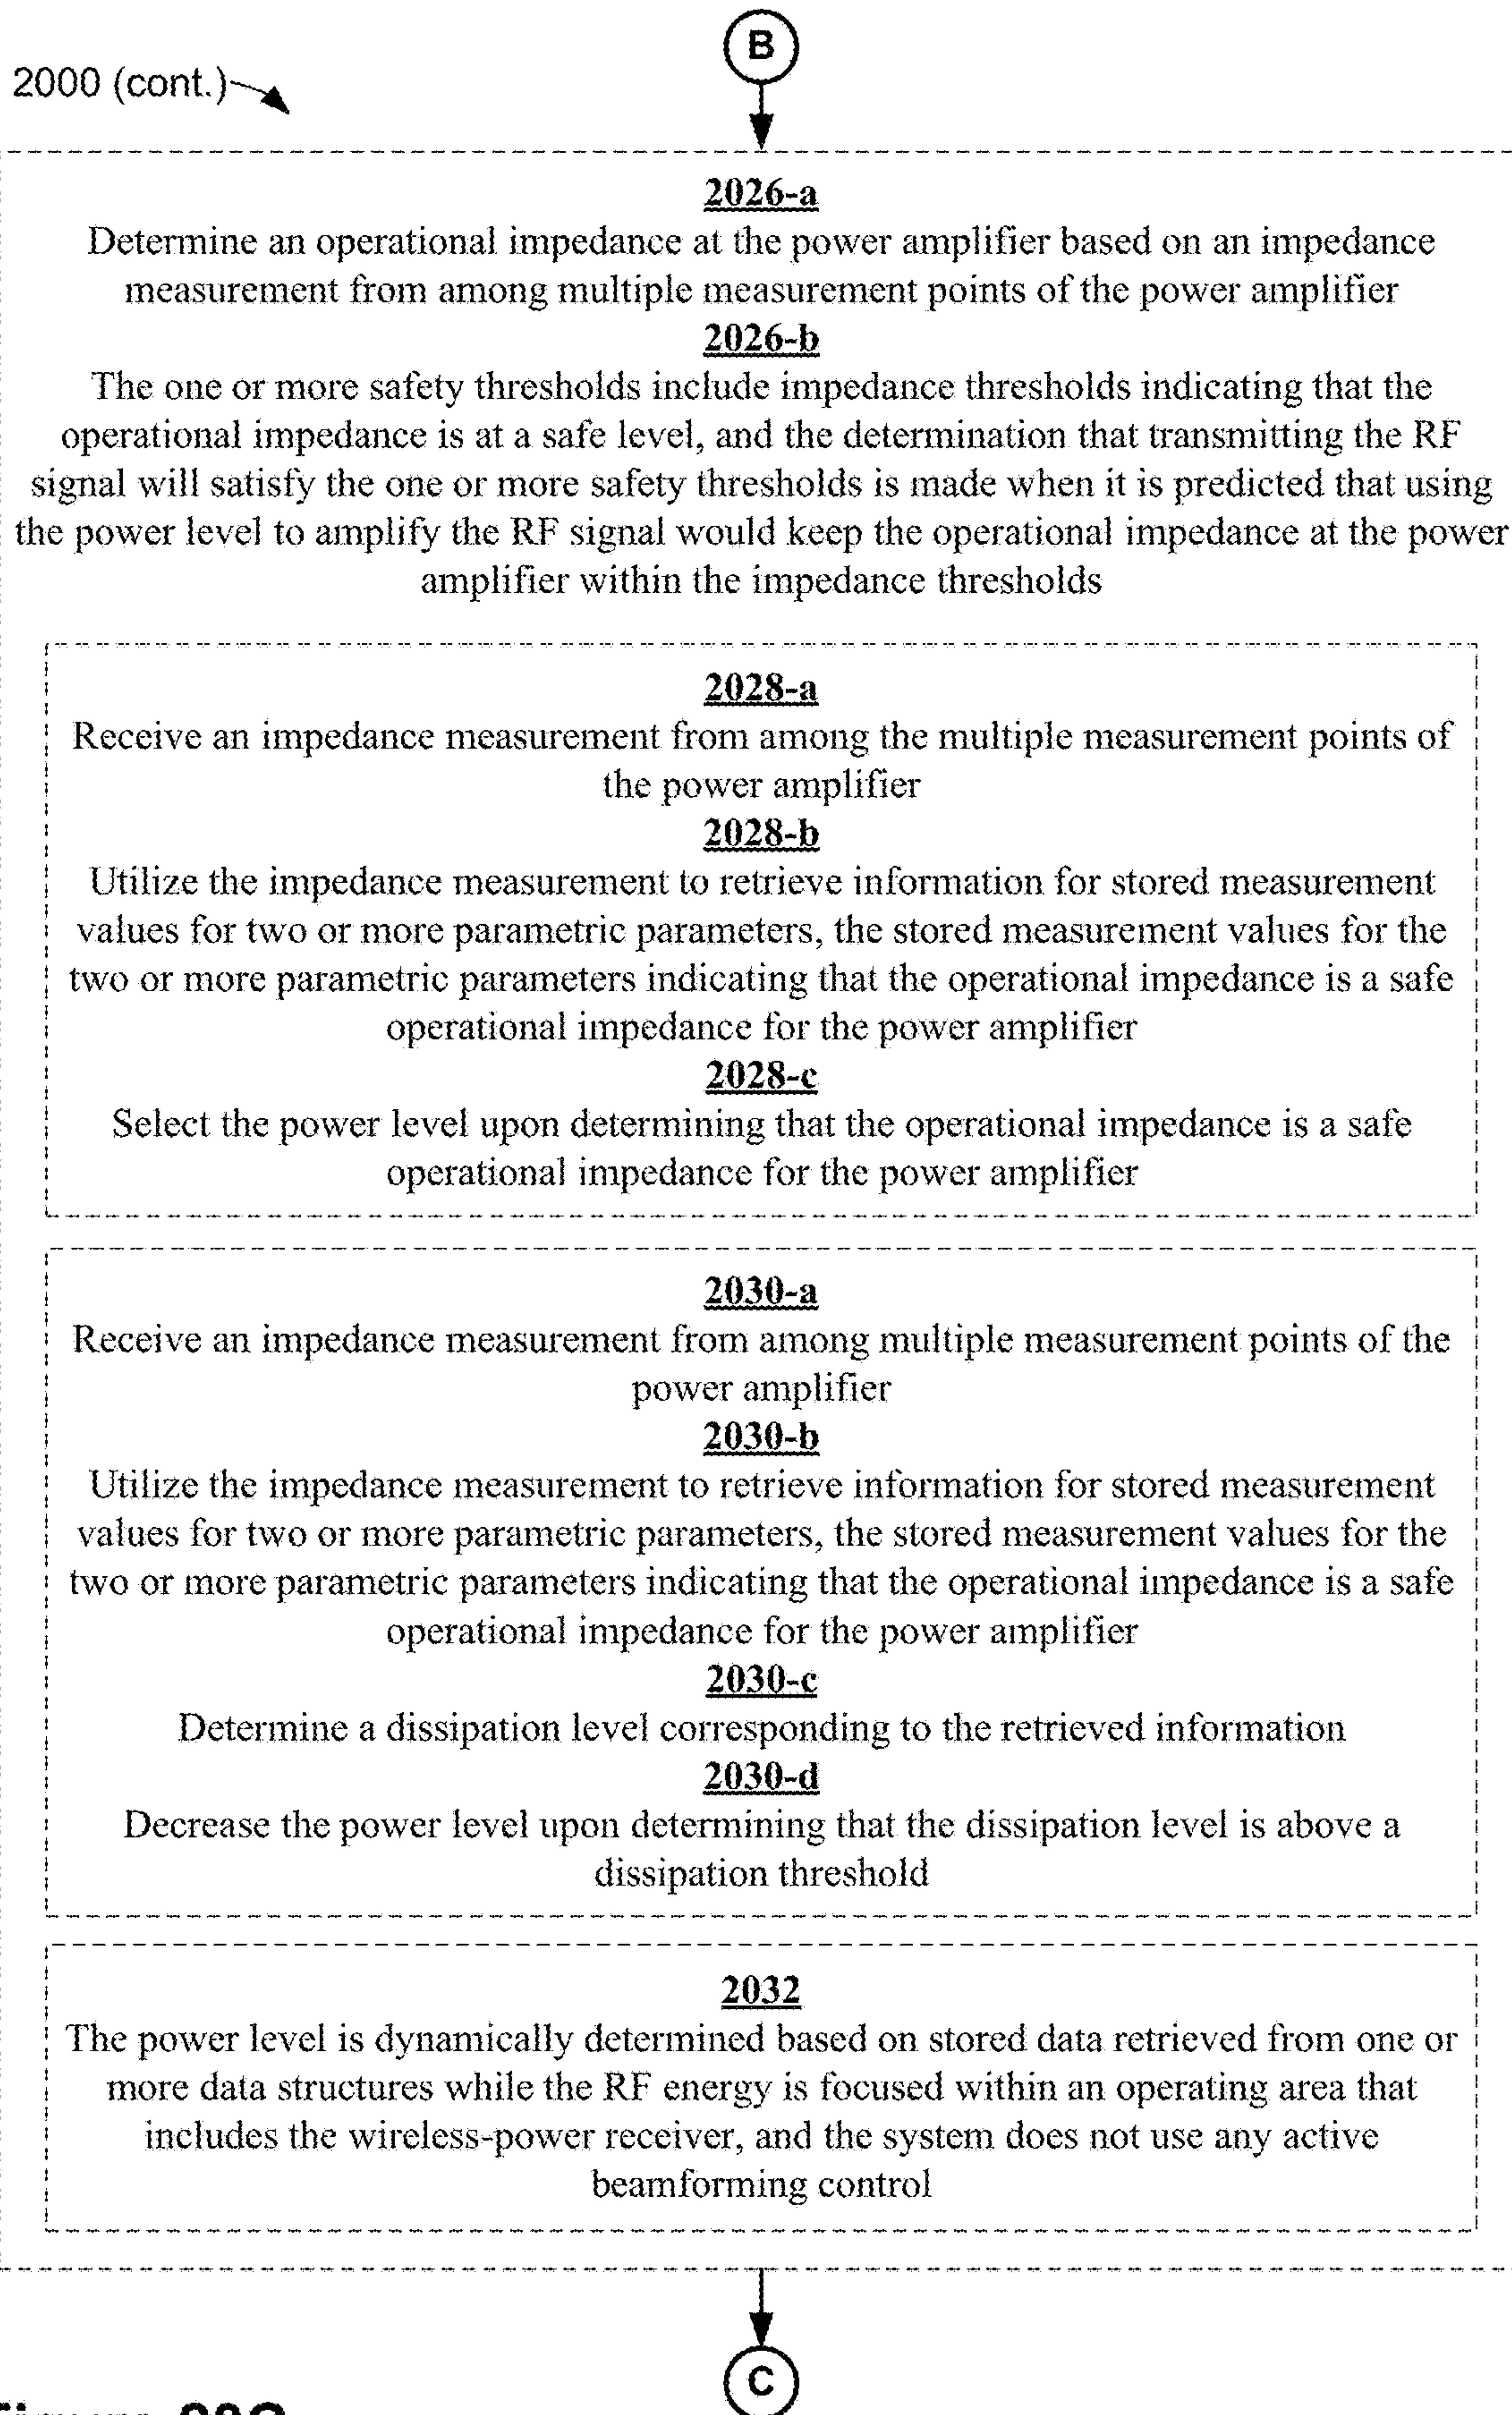 B
2000 (cont.)
2026-a
Determine an operational impedance at the power amplifier based on an impedance
measurement from among multiple measurement points of the power amplifier
2026-b
The one or more safety thresholds include impedance thresholds indicating that the
operational impedance is at a safe level, and the determination that transmitting the RF
signal will satisfy the one or more safety thresholds is made when it is predicted that using
the power level to amplify the RF signal would keep the operational impedance at the power
amplifier within the impedance thresholds
2028-a
Receive an impedance measurement from among the multiple measurement points of
the power amplifier
2028-b
Utilize the impedance measurement to retrieve information for stored measurement
values for two or more parametric parameters, the stored measurement values for the
two or more parametric parameters indicating that the operational impedance is a safe
operational impedance for the power amplifier
2028-c
Select the power level upon determining that the operational impedance is a safe
operational impedance for the power amplifier
2030-a
Receive an impedance measurement from among multiple measurement points of the
power amplifier
2030-b
Utilize the impedance measurement to retrieve information for stored measurement
values for two or more parametric parameters, the stored measurement values for the
two or more parametric parameters indicating that the operational impedance is a safe
operational impedance for the power amplifier
2030-c
Determine a dissipation level corresponding to the retrieved information
2030-d
Decrease the power level upon determining that the dissipation level is above a
dissipation threshold
2032
The power level is dynamically determined based on stored data retrieved from one or
more data structures while the RF energy is focused within an operating area that
includes the wireless-power receiver, and the system does not use any active
beamforming control
C